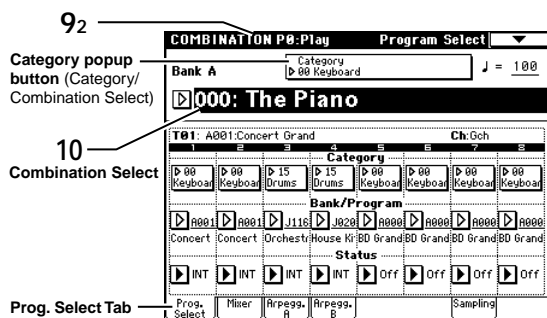 92
COMBINATION P0:Play Program Select
Category popup
button (Category/
Combination Select)
Bank A
Category
00 Keyboard
♩ = 100
000: The Piano
10
Combination Select
T01: A001:Concert Grand Ch:Gch
1 2 3 4 5 6 7 8
Category
00 00 15 15 00 00 00 00
Keyboar Keyboar Drums Drums Keyboar Keyboar Keyboar Keyboar
Bank/Program
A001 A001 J116 J020 A000 A000 A000 A000
Concert Concert Orchestr House Ki BD Grand BD Grand BD Grand BD Grand
Status
INT INT INT INT Off Off Off Off
Prog. Select Tab
Prog. Select Mixer Arpegg. A Arpegg. B Sampling